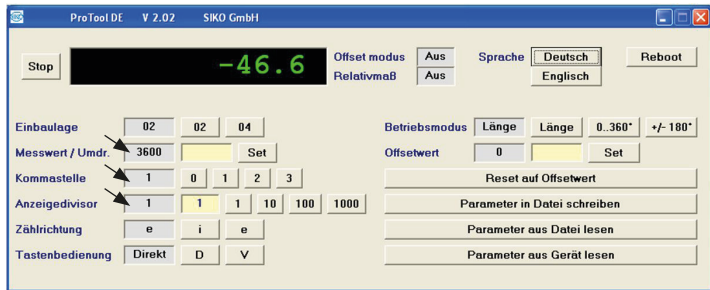 ProTool DE V 2.02 SIKO GmbH
Stop -46.6 Offset modus Aus Sprache Deutsch Reboot
Relativmaß Aus Englisch
Einbaulage 02 02 04 Betriebsmodus Länge Länge 0..360° +/- 180°
Messwert / Umdr. 3600 Set Offsetwert 0 Set
Kommastelle 1 0 1 2 3 Reset auf Offsetwert
Anzeigedivisor 1 1 1 10 100 1000 Parameter in Datei schreiben
Zählrichtung e i e Parameter aus Datei lesen
Tastenbedienung Direkt D V Parameter aus Gerät lesen